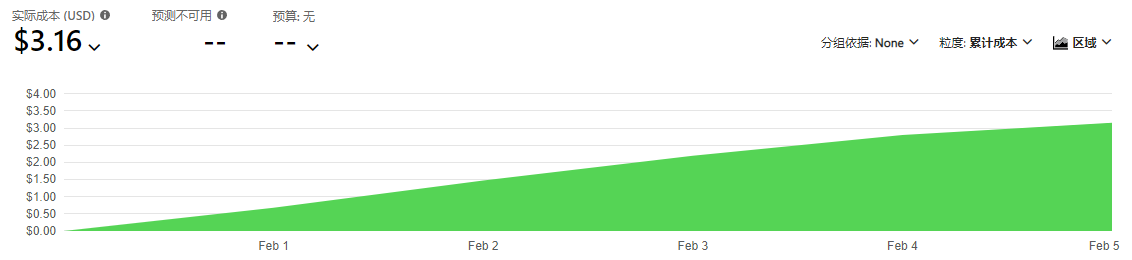 实际成本 (USD) 预测不可用 预算: 无
$3.16 -- --
分组依据: None 粒度: 累计成本 区域
$4.00
$3.50
$3.00
$2.50
$2.00
$1.50
$1.00
$0.50
$0.00
Feb 1 Feb 2 Feb 3 Feb 4 Feb 5